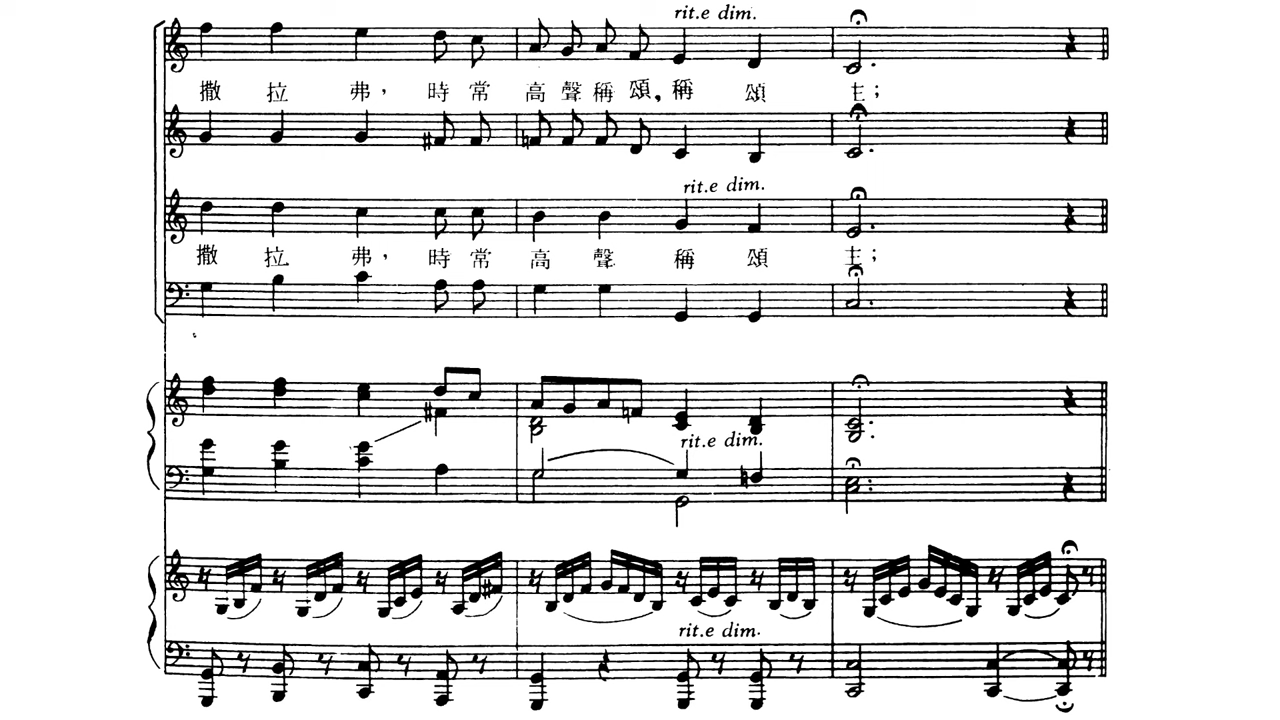 rit.e dim.
撒 拉 弗， 時 常 高 聲 稱 頌， 稱 頌 主；
rit.e dim.
撒 拉 弗， 時 常 高 聲 稱 頌 主；
rit.e dim.
rit.e dim.